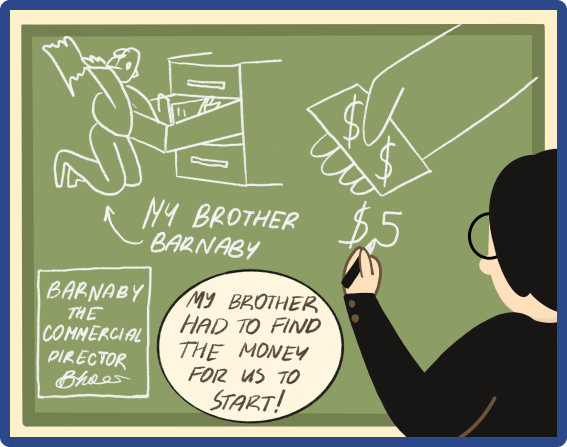 $
$
MY BROTHER
BARNABY
$5
BARNABY
THE
COMMERCIAL
DIRECTOR
MY BROTHER
HAD TO FIND
THE MONEY
FOR US TO
START!